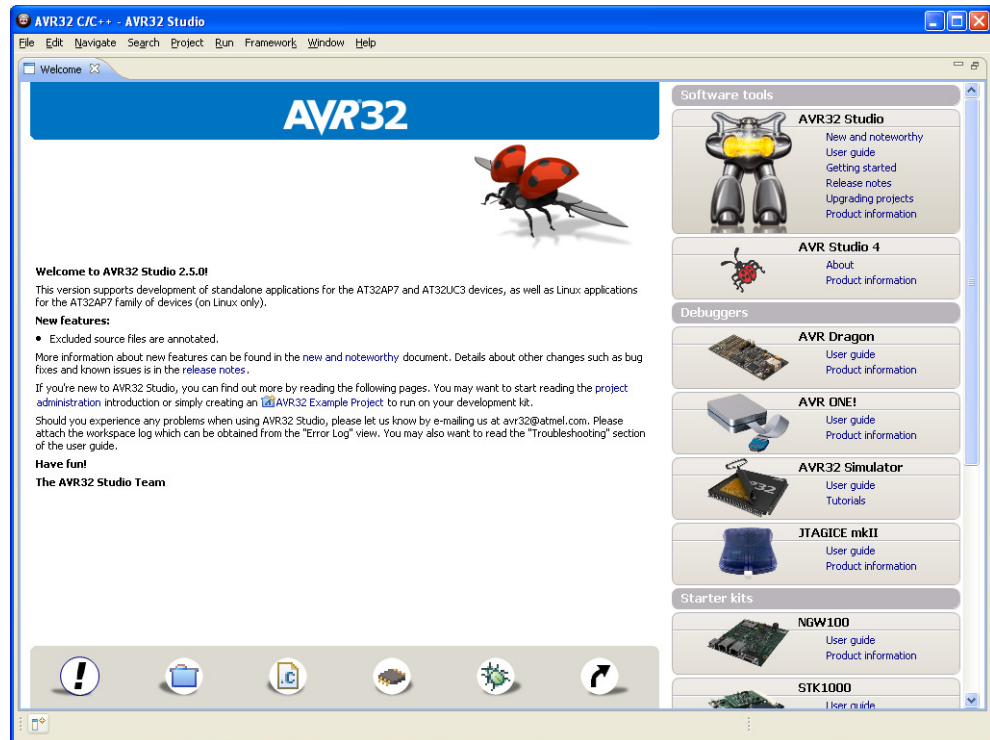 AVR32 C/C++ - AVR32 Studio
File Edit Navigate Search Project Run Framework Window Help
Welcome
AVR32
Welcome to AVR32 Studio 2.5.0!
This version supports development of standalone applications for the AT32AP7 and AT32UC3 devices, as well as Linux applications
for the AT32AP7 family of devices (on Linux only).
New features:
• Excluded source files are annotated.
More information about new features can be found in the new and noteworthy document. Details about other changes such as bug
fixes and known issues is in the release notes.
If you're new to AVR32 Studio, you can find out more by reading the following pages. You may want to start reading the project
administration introduction or simply creating an AVR32 Example Project to run on your development kit.
Should you experience any problems when using AVR32 Studio, please let us know by e-mailing us at avr32@atmel.com. Please
attach the workspace log which can be obtained from the "Error Log" view. You may also want to read the "Troubleshooting" section
of the user guide.
Have fun!
The AVR32 Studio Team
!
.c
Software tools
AVR32 Studio
New and noteworthy
User guide
Getting started
Release notes
Upgrading projects
Product information
AVR Studio 4
About
Product information
Debuggers
AVR Dragon
User guide
Product information
AVR ONE!
User guide
Product information
AVR32 Simulator
User guide
Tutorials
JTAGICE mkII
User guide
Product information
Starter kits
NGW100
User guide
Product information
STK1000
User guide